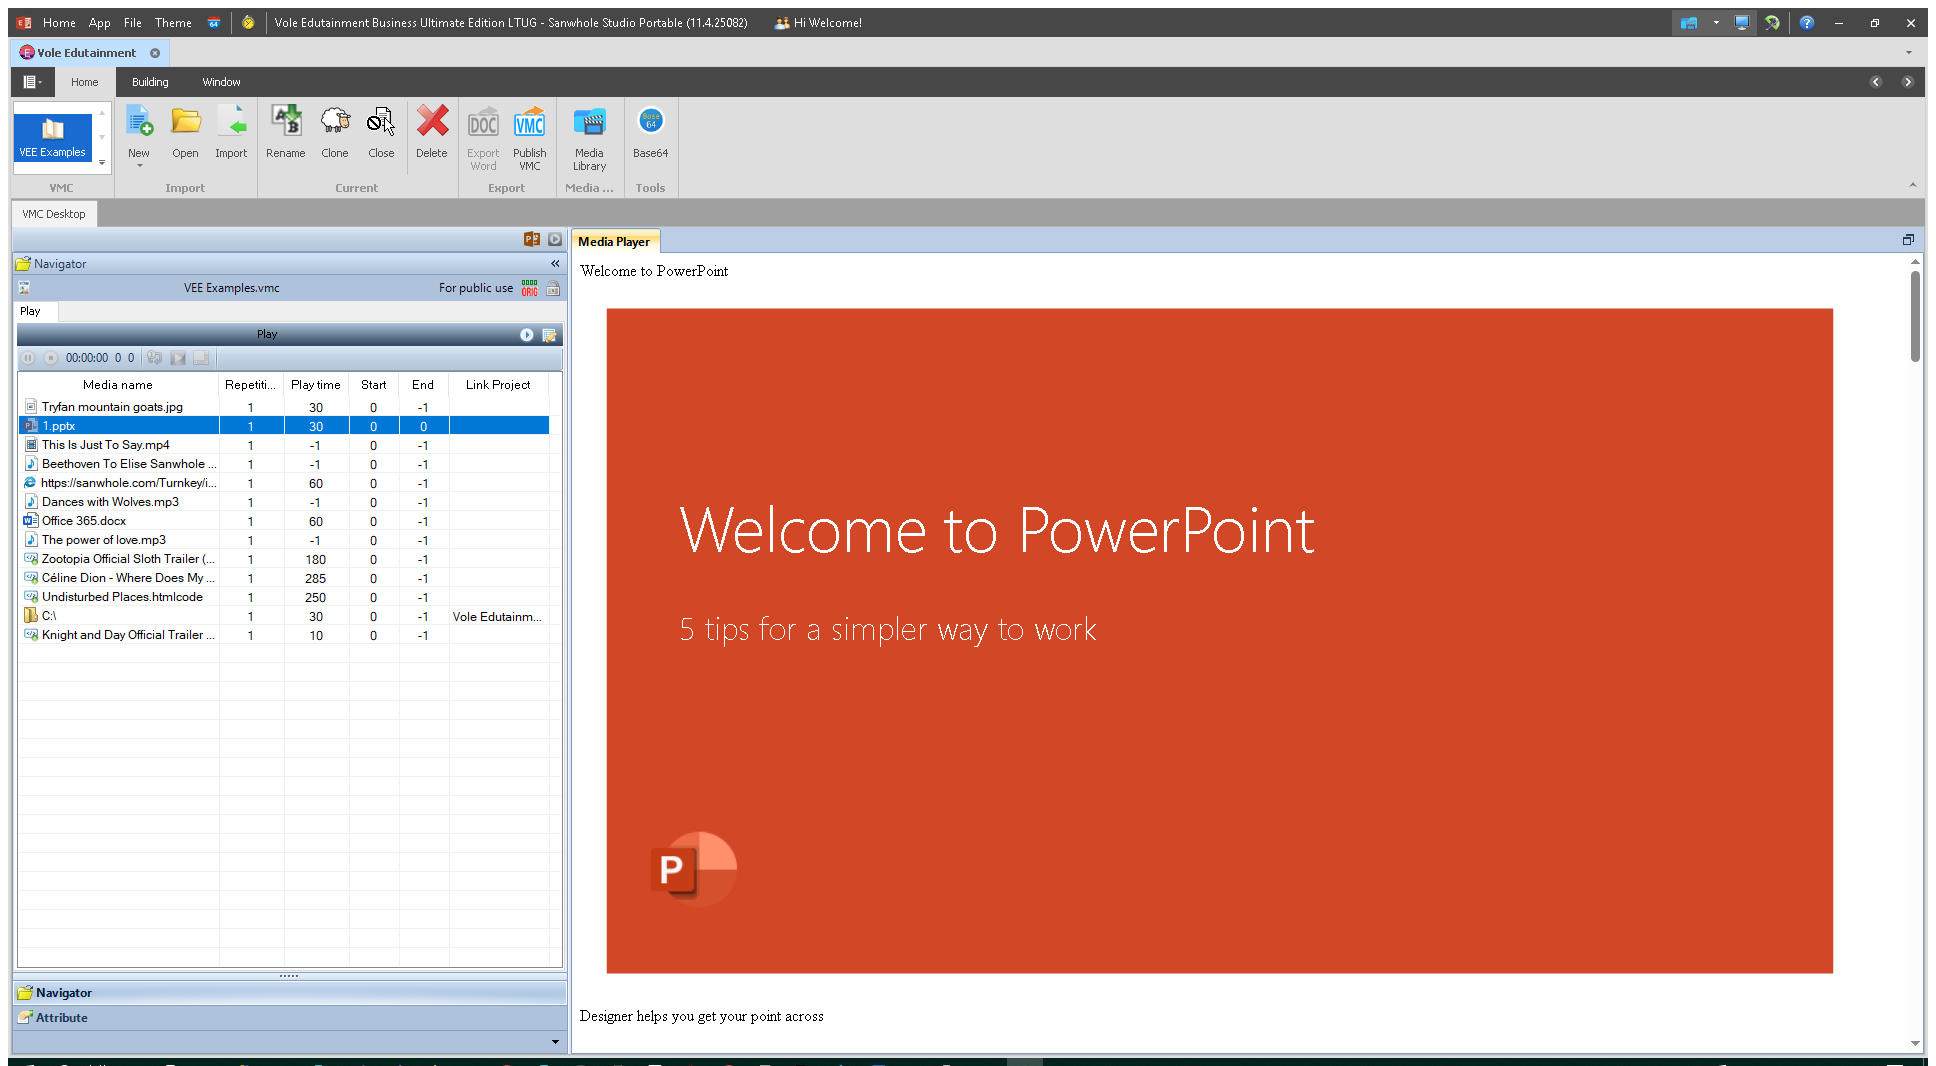 Home App File Theme 64 Vole Edutainment Business Ultimate Edition LTUG - Sanwhole Studio Portable (11.4.25082) Hi Welcome!
Vole Edutainment
Home Building Window
VEE Examples New Open Import Rename Clone Close Delete Export Word Publish VMC Media Library Base64
DOC VMC Base 64
VMC Import Current Export Media ... Tools
VMC Desktop
Media Player
Navigator
Welcome to PowerPoint
VEE Examples.vmc For public use ORIG
Play
Play
00:00:00 0 0
Media name Repetiti... Play time Start End Link Project
Tryfan mountain goats.jpg 1 30 0 -1
1.pptx 1 30 0 0
This Is Just To Say.mp4 1 -1 0 -1
Beethoven To Elise Sanwhole ... 1 -1 0 -1
https://sanwhole.com/Turnkey/i... 1 60 0 -1
Dances with Wolves.mp3 1 -1 0 -1
Office 365.docx 1 60 0 -1
The power of love.mp3 1 -1 0 -1
Zootopia Official Sloth Trailer (... 1 180 0 -1
Céline Dion - Where Does My ... 1 285 0 -1
Undisturbed Places.htmlcode 1 250 0 -1
C:\ 1 30 0 -1 Vole Edutainm...
Knight and Day Official Trailer ... 1 10 0 -1
Welcome to PowerPoint
5 tips for a simpler way to work
P
Navigator
Attribute
Designer helps you get your point across